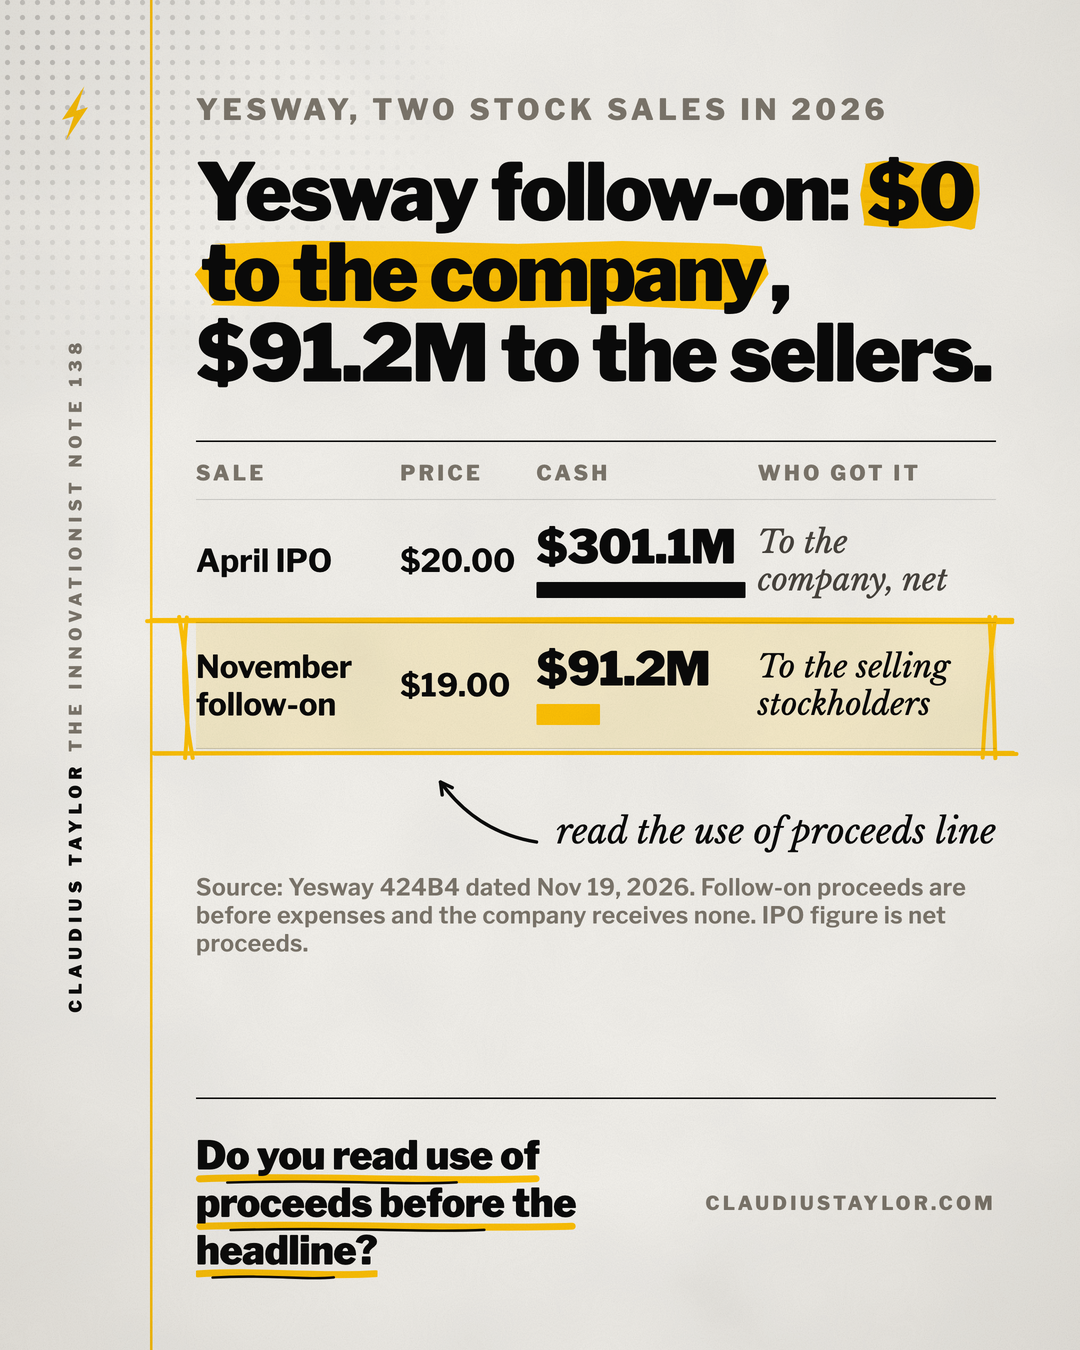 YESWAY, TWO STOCK SALES IN 2026
Yesway follow-on: $0
to the company,
$91.2M to the sellers.
SALE PRICE CASH WHO GOT IT
April IPO $20.00 $301.1M To the
company, net
November
follow-on $19.00 $91.2M To the selling
stockholders
read the use of proceeds line
Source: Yesway 424B4 dated Nov 19, 2026. Follow-on proceeds are
before expenses and the company receives none. IPO figure is net
proceeds.
Do you read use of
proceeds before the
headline?
CLAUDIUSTAYLOR.COM
CLAUDIUS TAYLOR THE INNOVATIONIST NOTE 138